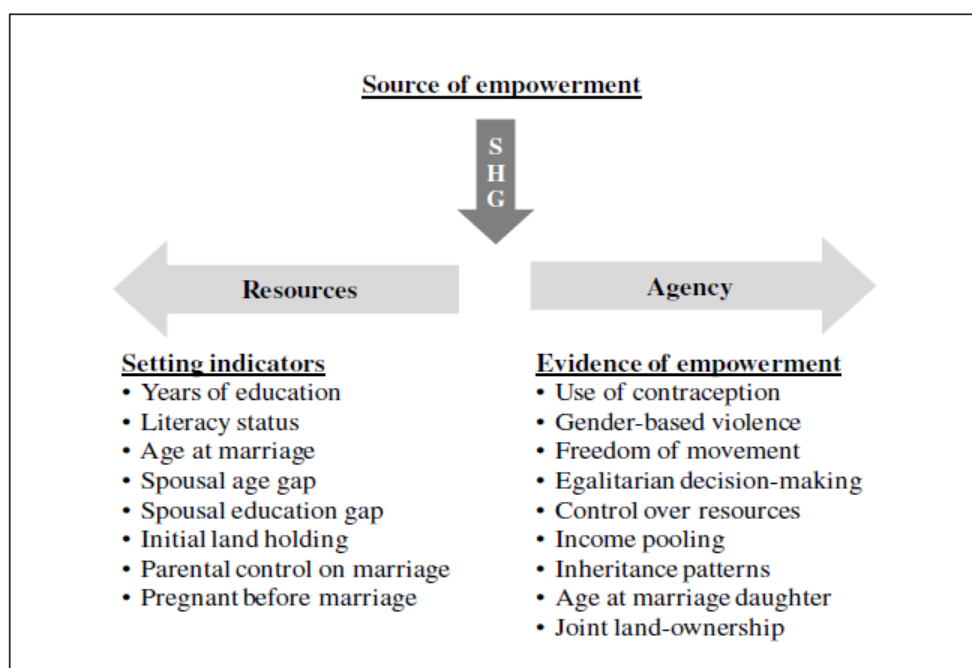 Source of empowerment
S
H
G
Resources
Agency
Setting indicators
• Years of education
• Literacy status
• Age at marriage
• Spousal age gap
• Spousal education gap
• Initial land holding
• Parental control on marriage
• Pregnant before marriage
Evidence of empowerment
• Use of contraception
• Gender-based violence
• Freedom of movement
• Egalitarian decision-making
• Control over resources
• Income pooling
• Inheritance patterns
• Age at marriage daughter
• Joint land-ownership